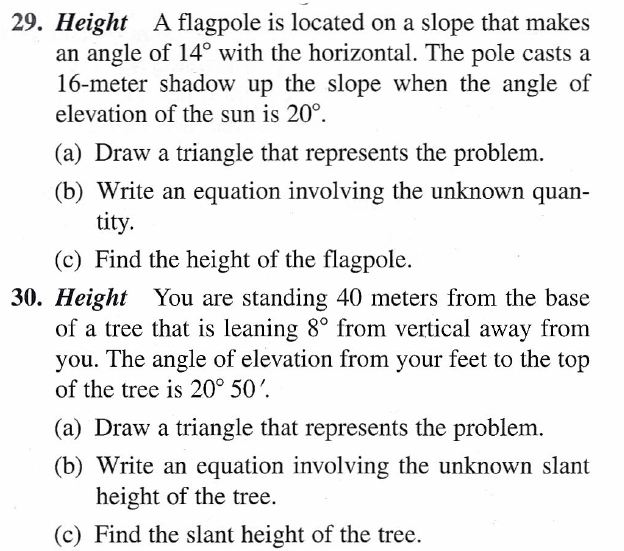 29. Height A flagpole is located on a slope that makes
an angle of 14° with the horizontal. The pole casts a
16-meter shadow up the slope when the angle of
elevation of the sun is 20°.
(a) Draw a triangle that represents the problem.
(b) Write an equation involving the unknown quan-
tity.
(c) Find the height of the flagpole.
30. Height You are standing 40 meters from the base
of a tree that is leaning 8° from vertical away from
you. The angle of elevation from your feet to the top
of the tree is 20° 50′.
(a) Draw a triangle that represents the problem.
(b) Write an equation involving the unknown slant
height of the tree.
(c) Find the slant height of the tree.